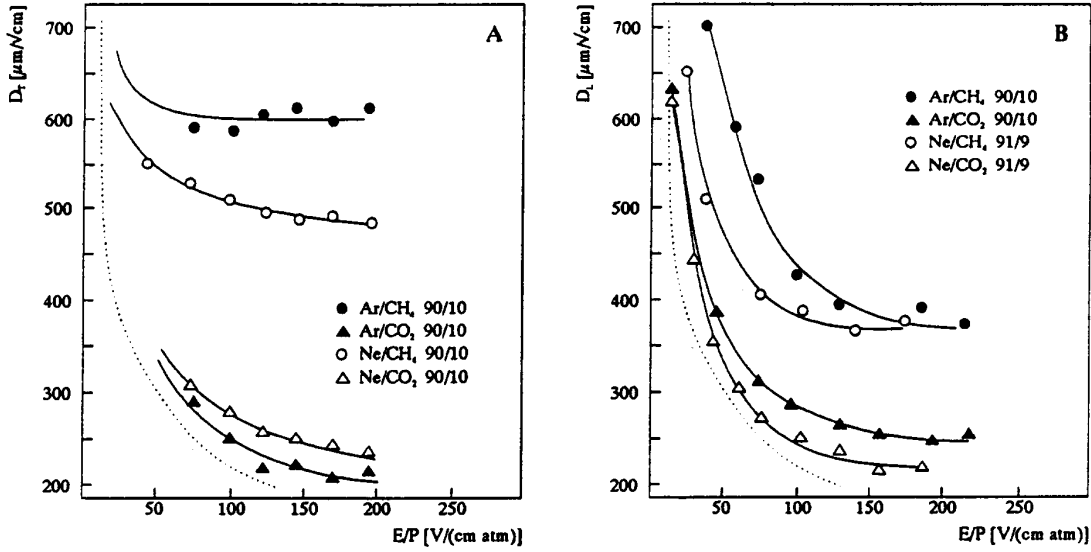 A
D_T [μm/√cm]
700
600
500
400
300
200
● Ar/CH₄ 90/10
▲ Ar/CO₂ 90/10
○ Ne/CH₄ 90/10
△ Ne/CO₂ 90/10
50 100 150 200 250
E/P [V/(cm atm)]
B
D_L [μm/√cm]
700
600
500
400
300
200
● Ar/CH₄ 90/10
▲ Ar/CO₂ 90/10
○ Ne/CH₄ 91/9
△ Ne/CO₂ 91/9
50 100 150 200 250
E/P [V/(cm atm)]